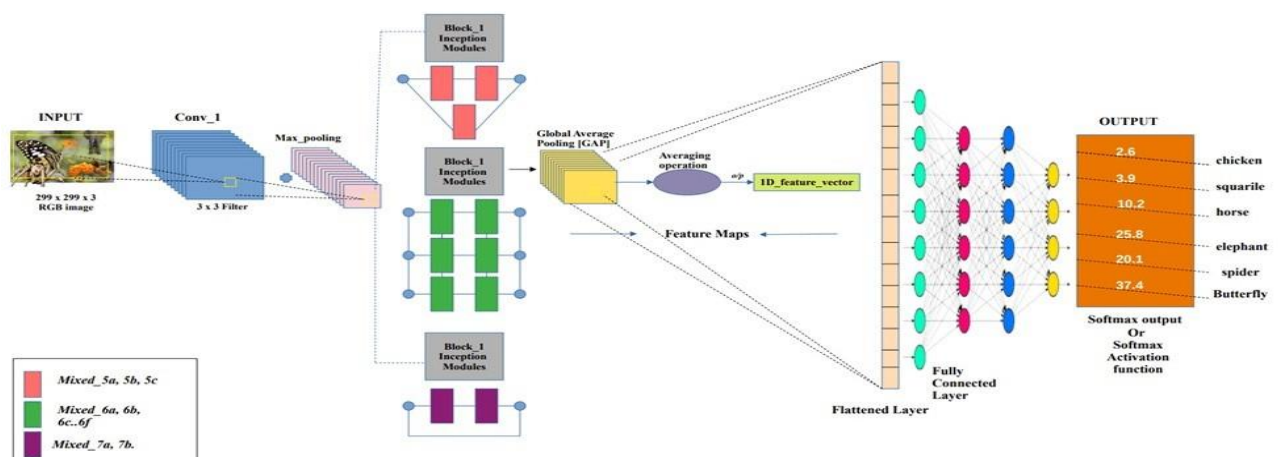 INPUT
299 x 299 x 3
RGB image
Conv_1
3 x 3 Filter
Max_pooling
Block_1
Inception
Modules
Block_1
Inception
Modules
Block_1
Inception
Modules
Global Average
Pooling [GAP]
Averaging
operation
o/p
1D_feature_vector
Feature Maps
Flattened Layer
Fully
Connected
Layer
OUTPUT
2.6
3.9
10.2
25.8
20.1
37.4
chicken
squarile
horse
elephant
spider
Butterfly
Softmax output
Or
Softmax
Activation
function
Mixed_5a, 5b, 5c
Mixed_6a, 6b,
6c..6f
Mixed_7a, 7b.